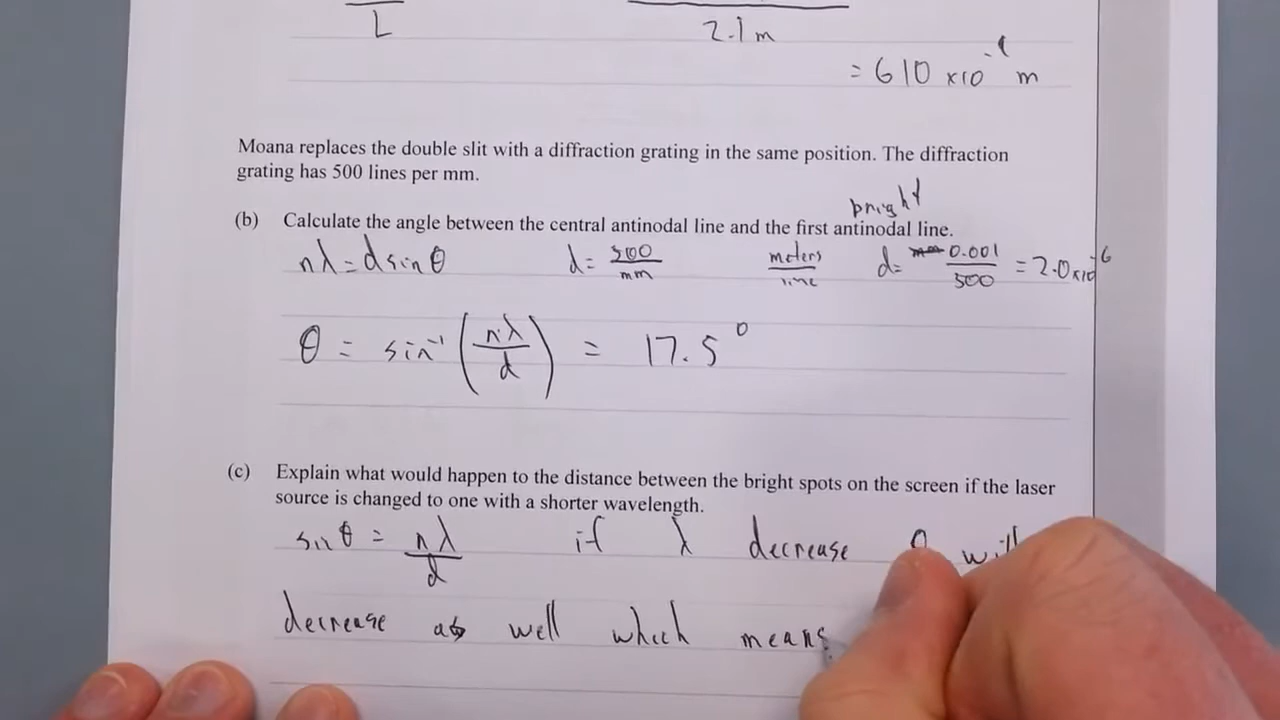 L
2.1 m
= 610 x10 m
Moana replaces the double slit with a diffraction grating in the same position. The diffraction
grating has 500 lines per mm.
bright
(b) Calculate the angle between the central antinodal line and the first antinodal line.
nλ = d sin θ d = 500/mm meters/line d = 0.001/500 = 2.0 x10⁻⁶
θ = sin⁻¹ (nλ/d) = 17.5°
(c) Explain what would happen to the distance between the bright spots on the screen if the laser
source is changed to one with a shorter wavelength.
sin θ = nλ/d if λ decrease θ will
decrease as well which means